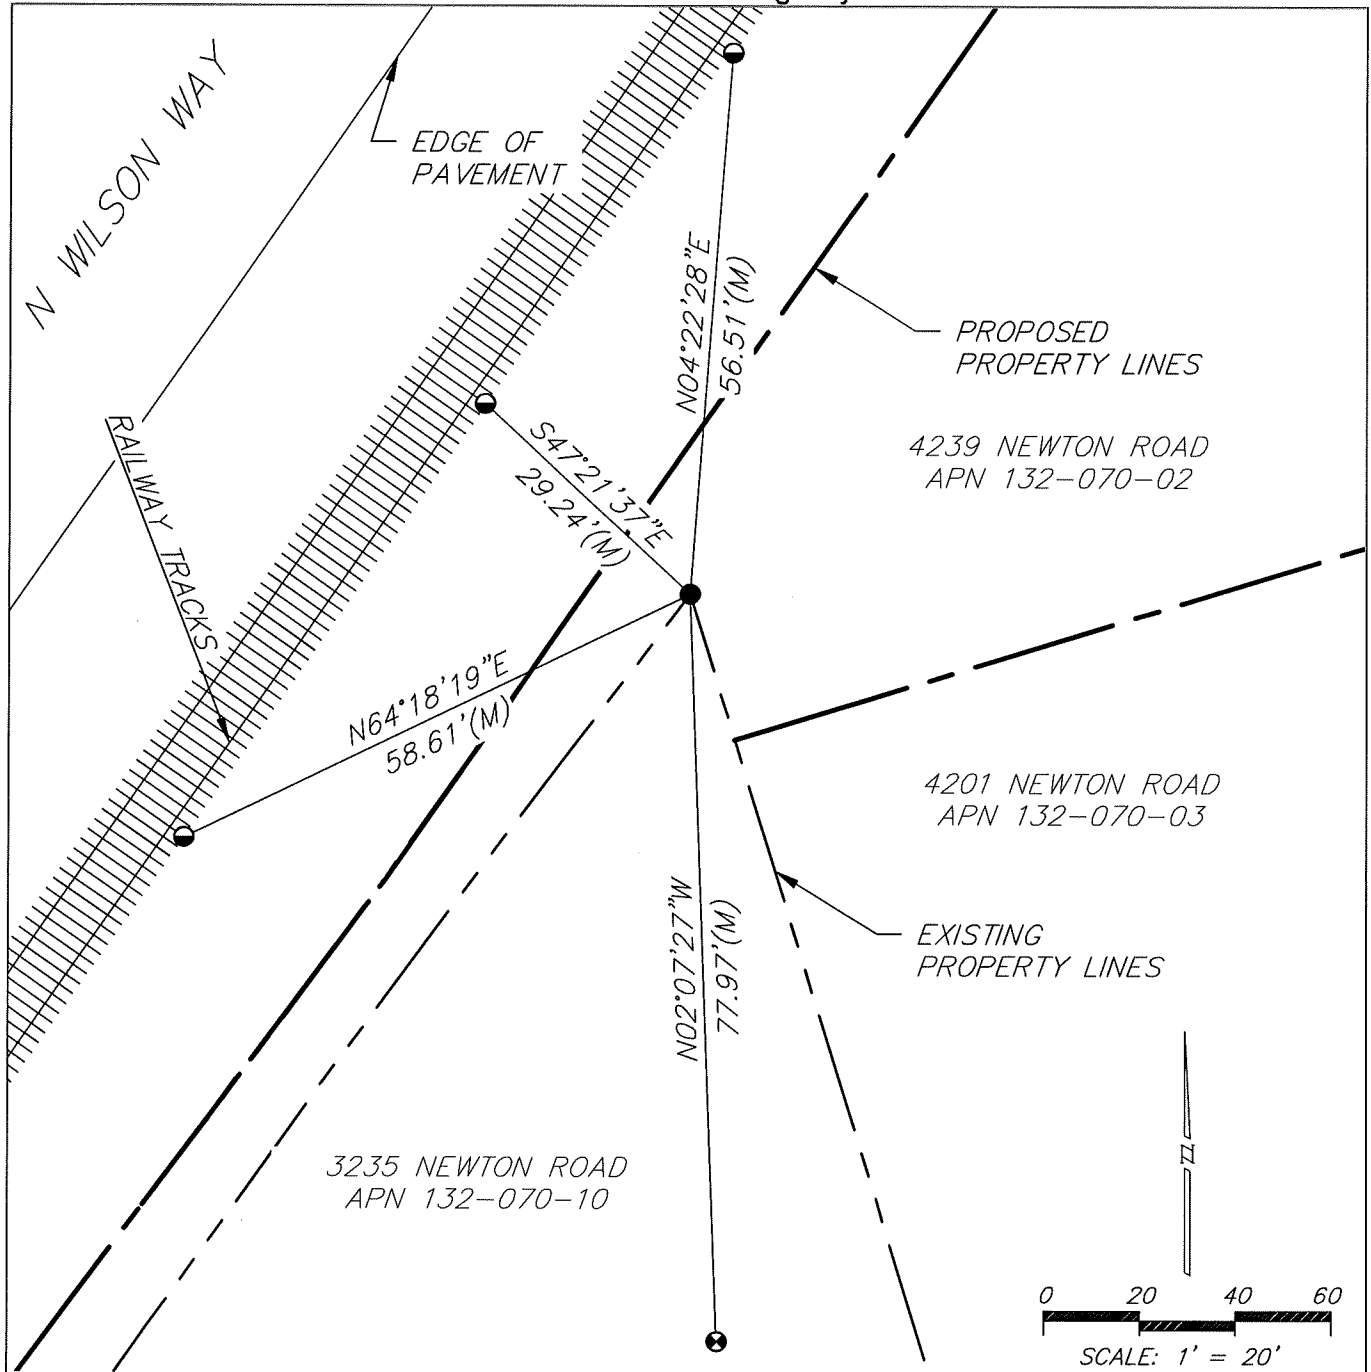 N WILSON WAY
EDGE OF
PAVEMENT
RAILWAY TRACKS
N04°22'28"E
56.51'(M)
PROPOSED
PROPERTY LINES
4239 NEWTON ROAD
APN 132-070-02
S47°21'37"E
29.24'(M)
N64°18'19"E
58.61'(M)
4201 NEWTON ROAD
APN 132-070-03
N02°07'27"W
77.97'(M)
EXISTING
PROPERTY LINES
3235 NEWTON ROAD
APN 132-070-10
N
0 20 40 60
SCALE: 1' = 20'